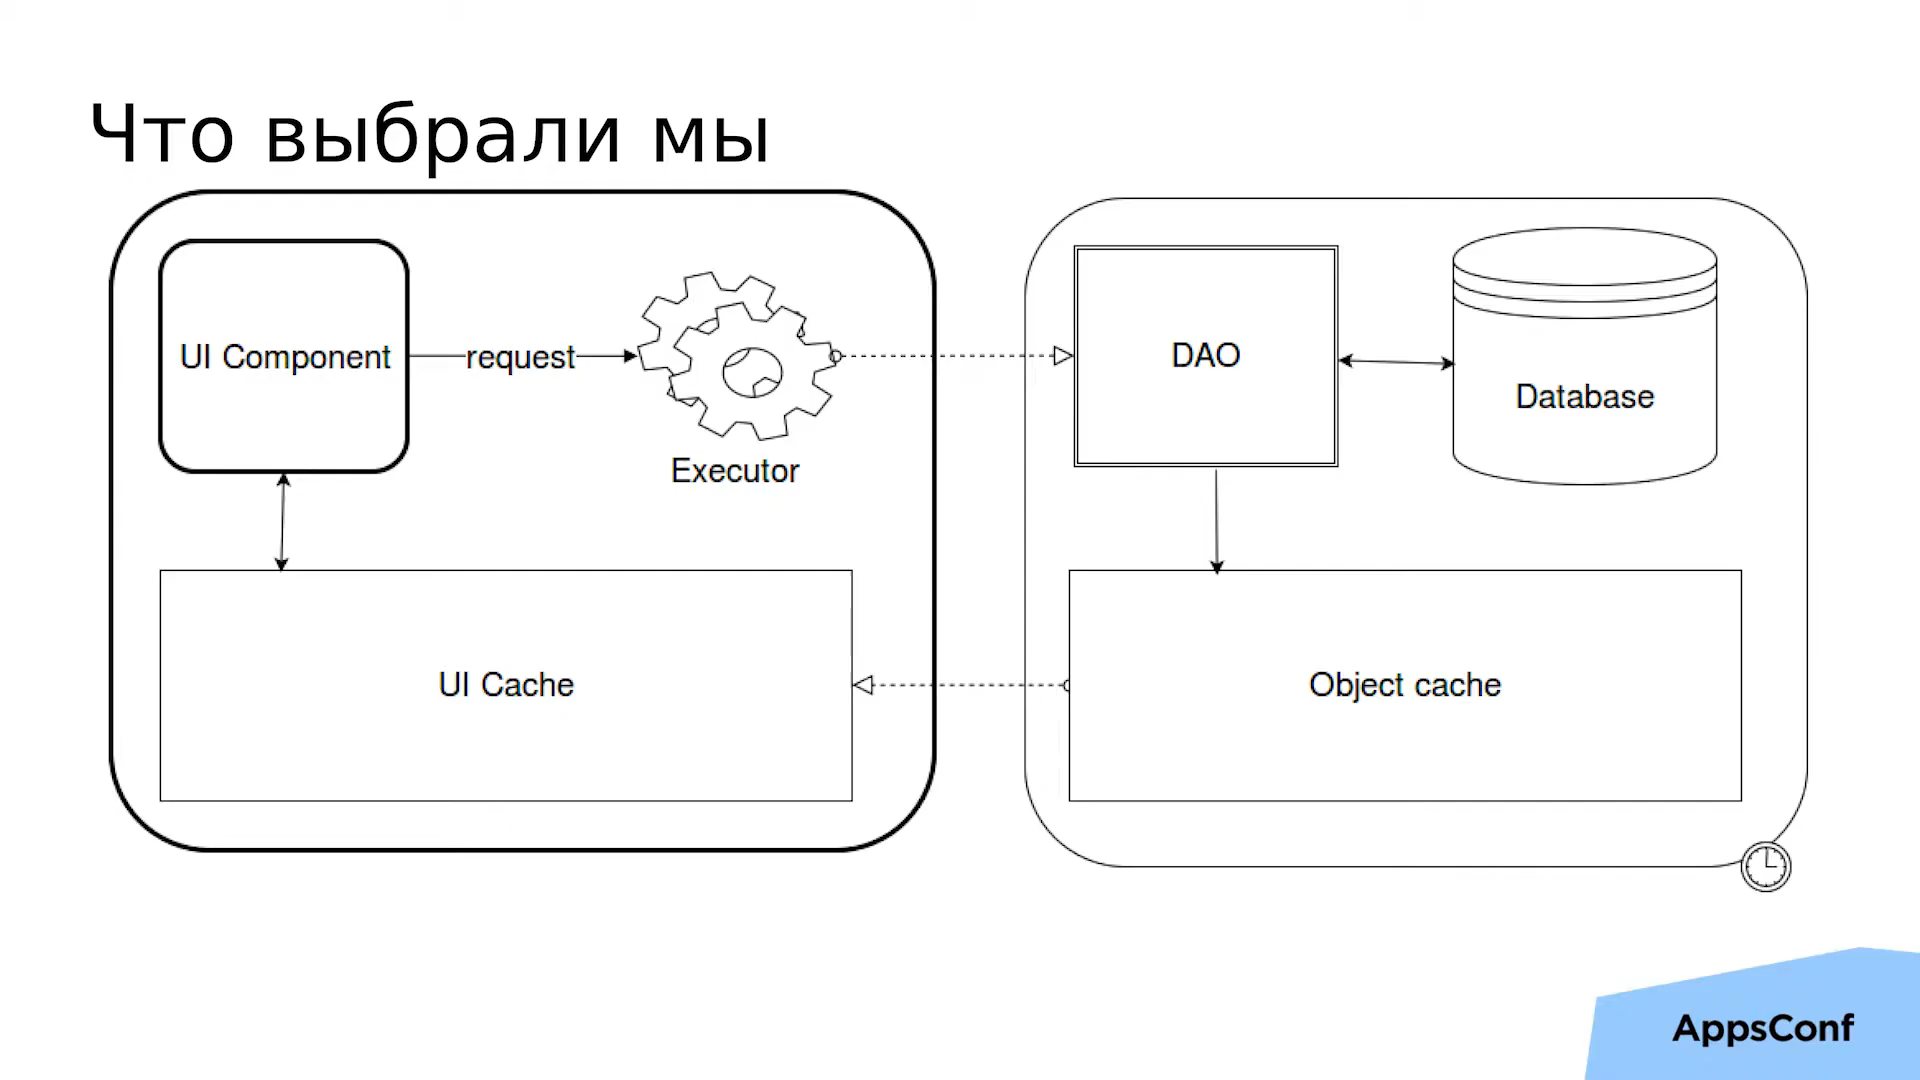 Что выбрали мы
UI Component
request
Executor
DAO
Database
UI Cache
Object cache
AppsConf